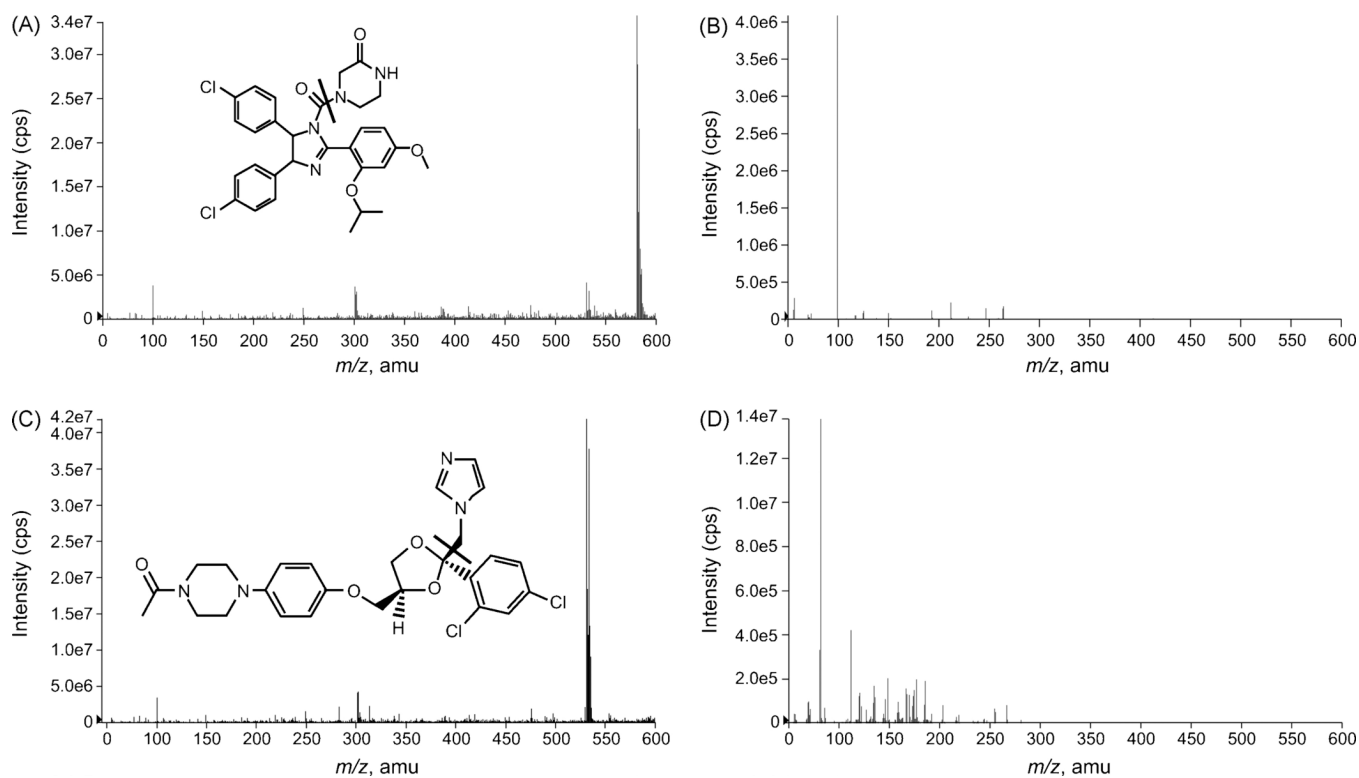 (A)
3.4e7
3.0e7
2.5e7
2.0e7
1.5e7
1.0e7
5.0e6
0
Intensity (cps)
0 50 100 150 200 250 300 350 400 450 500 550 600
m/z, amu
O
NH
O
N
Cl
N
N
O
O
Cl
(B)
4.0e6
3.5e6
3.0e6
2.5e6
2.0e6
1.5e6
1.0e6
5.0e5
0
Intensity (cps)
0 50 100 150 200 250 300 350 400 450 500 550 600
m/z, amu
(C)
4.2e7
4.0e7
3.5e7
3.0e7
2.5e7
2.0e7
1.5e7
1.0e7
5.0e6
0
Intensity (cps)
0 50 100 150 200 250 300 350 400 450 500 550 600
m/z, amu
N
N
O
O
N
N
O
O
H
Cl
Cl
(D)
1.4e7
1.2e7
1.0e7
8.0e5
6.0e5
4.0e5
2.0e5
0
Intensity (cps)
0 50 100 150 200 250 300 350 400 450 500 550 600
m/z, amu